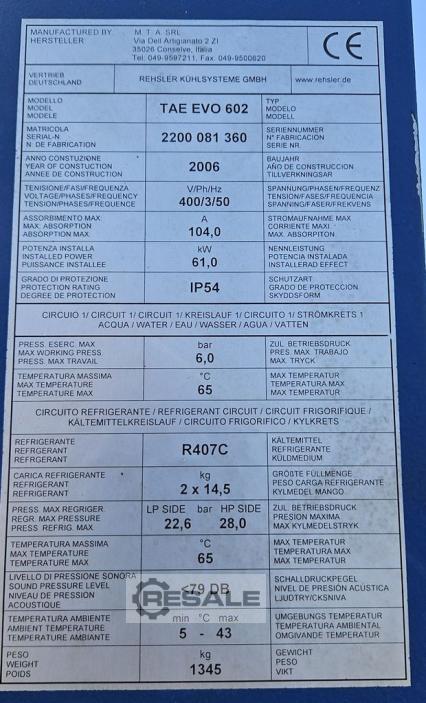 MANUFACTURED BY: M. T. A. SRL
HERSTELLER Via Dell Artigianato 2 ZI
35026 Conselve, Italia
Tel: 049-9597211, Fax. 049-9500620
CE
VERTRIEB REHSLER KÜHLSYSTEME GMBH www.rehsler.de
DEUTSCHLAND
MODELLO TYP
MODEL TAE EVO 602 MODELO
MODELE MODELL
MATRICOLA SERIENNUMMER
SERIAL-N. 2200 081 360 N° FABRICACION
N. DE FABRICATION SERIE NR.
ANNO CONSTUZIONE BAUJAHR
YEAR OF CONSTUCTION 2006 AÑO DE CONSTRUCCION
ANNEE DE CONSTRUCTION TILLVERKNINGSAR
TENISIONE/FASI/FREQUENZA V/Ph/Hz SPANNUNG/PHASEN/FREQUENZ
VOLTAGE/PHASES/FREQUENCY 400/3/50 TENSION/FASES/FRECUENCIA
TENSION/PHASES/FREQUENCY SPANNING/FASER/FREKVENS
ASSORBIMENTO MAX: A STROMAUFNAHME MAX
MAX: ABSORPTION 104,0 CORRIENTE MAXI
ABSORPTION MAX: MAX: ABSORPITON
POTENZA INSTALLA kW NENNLEISTUNG
INSTALLED POWER 61,0 POTENCIA INSTALADA
PUISSANCE INSTALLEE INSTALLERAD EFFECT
GRADO DI PROTEZIONE SCHUTZART
PROTECTION RATING IP54 GRADO DE PROTECCION
DEGREE DE PROTECTION SKYDDSFORM
CIRCUIO 1/ CIRCUIT 1/ CIRCUIT 1 / KREISLAUF 1/ CIRCUITO 1 / STRÖMKRETS 1
ACQUA / WATER / EAU / WASSER / AGUA / VATTEN
PRESS. ESERC. MAX bar ZUL. BETRIEBSDRUCK
MAX WORKING PRESS 6,0 PRES. MAX. TRABAJO
PRESS MAX TRAVAIL MAX. TRYCK
TEMPERATURA MASSIMA °C MAX TEMPERATUR
MAX TEMPERATURE 65 TEMPERATURA MAX
TEMPERATURE MAX MAX TEMPERATUR
CIRCUITO REFRIGERANTE / REFRIGERANT CIRCUIT / CIRCUIT FRIGORIFIQUE /
KÄLTEMITTELKREISLAUF / CIRCUITO FRIGORIFICO / KYLKRETS
REFRIGERANTE KÄLTEMITTEL
REFRIGERANT R407C REFRIGERANTE
REFRIGERANT KÜLDMEDIUM
CARICA REFRIGERANTE kg GRÖßTE FÜLLMENGE
REFRIGERANT 2 x 14,5 PESO CARGA REFRIGERANTE
REFRIGERANT KYLMEDEL MANGO
PRESS. MAX REGRIGER. LP SIDE bar HP SIDE ZUL. BETRIEBSDRUCK
REGR. MAX PRESSURE 22,6 28,0 PRESION MAXIMA
PRESS REFRIG. MAX MAX KYLMEDELSTRYK
TEMPERATURA MASSIMA °C MAX TEMPERATUR
MAX TEMPERATURE 65 TEMPERATURA MAX
TEMPERATURE MAX MAX TEMPERATUR
LIVELLO DI PRESSIONE SONORA SCHALLDRUCKPEGEL
SOUND PRESSURE LEVEL <79 DB NIVEL DE PRESIÓN ACÚSTICA
NIVEAU DE PRESSION LJUDTRY/CKSNIVA
ACOUSTIQUE
RESALE
TEMPERATURA AMBIENTE min °C max UMGEBUNGS TEMPERATUR
AMBIENT TEMPERATURE 5 - 43 TEMPERATURA AMBIENTE
TEMPERATURE AMBIANTE OMGIVANDE TEMPERATUR
PESO kg GEWICHT
WEIGHT 1345 PESO
POIDS VIKT